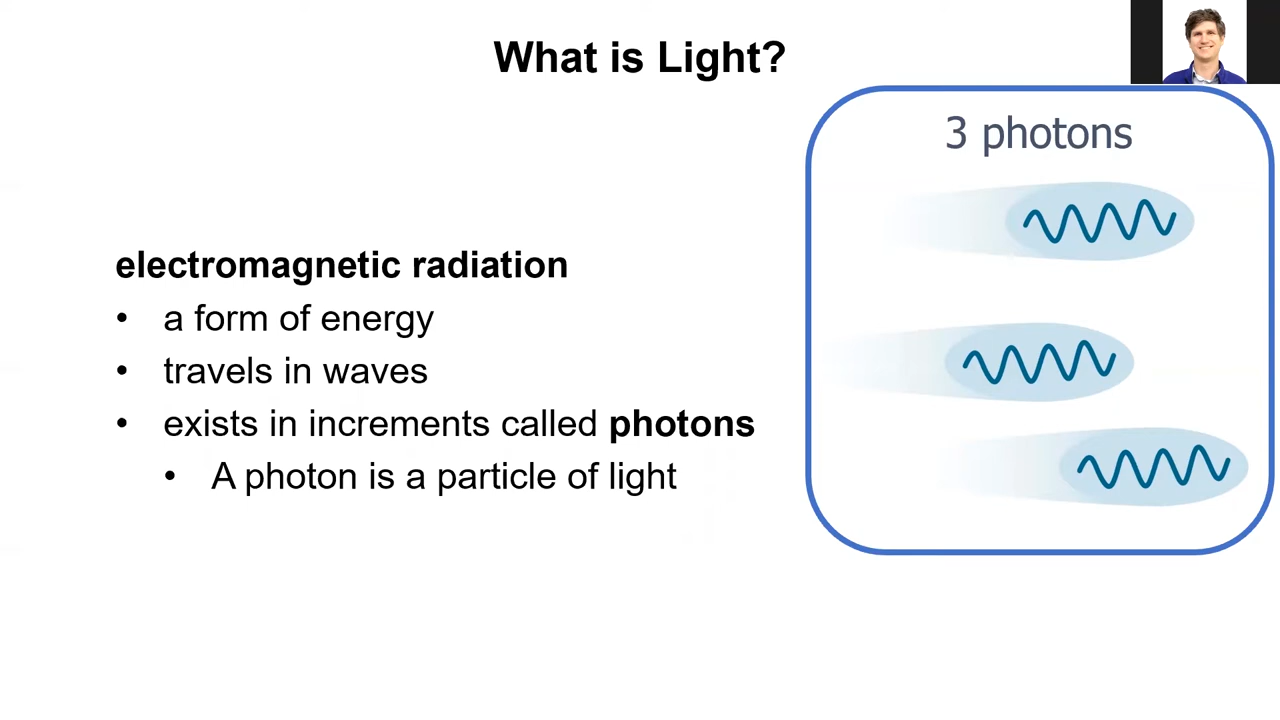 What is Light?
3 photons
electromagnetic radiation
• a form of energy
• travels in waves
• exists in increments called photons
• A photon is a particle of light